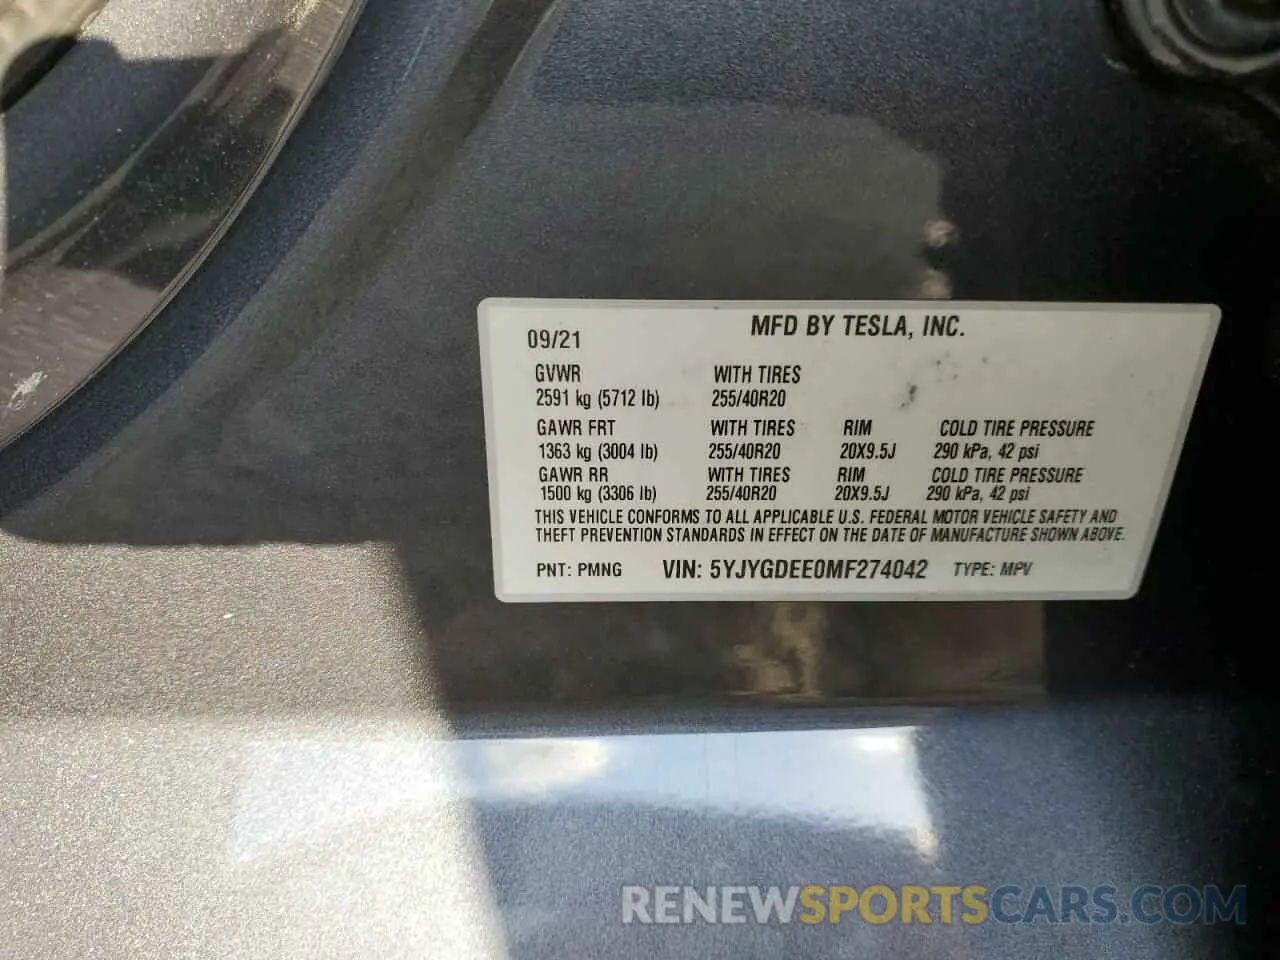 MFD BY TESLA, INC.
09/21
GVWR WITH TIRES
2591 kg (5712 lb) 255/40R20
GAWR FRT WITH TIRES RIM COLD TIRE PRESSURE
1363 kg (3004 lb) 255/40R20 20X9.5J 290 kPa, 42 psi
GAWR RR WITH TIRES RIM COLD TIRE PRESSURE
1500 kg (3306 lb) 255/40R20 20X9.5J 290 kPa, 42 psi
THIS VEHICLE CONFORMS TO ALL APPLICABLE U.S. FEDERAL MOTOR VEHICLE SAFETY AND
THEFT PREVENTION STANDARDS IN EFFECT ON THE DATE OF MANUFACTURE SHOWN ABOVE.
PNT: PMNG VIN: 5YJYGDEE0MF274042 TYPE: MPV
RENEWSPORTSCARS.COM